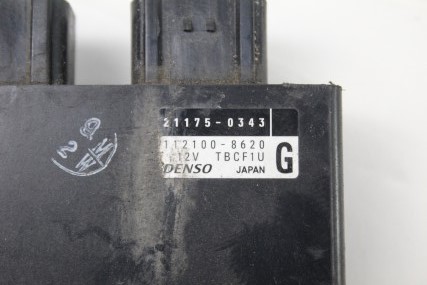 21175-0343
112100-8620
12V TBCF1U
DENSO JAPAN G